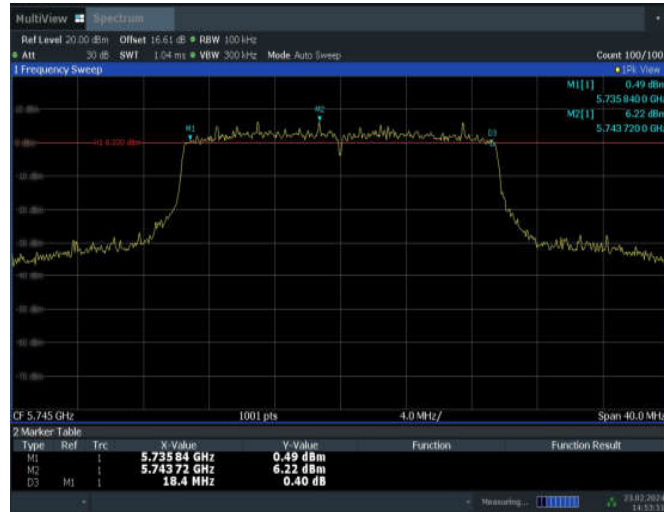 MultiView Spectrum
Ref Level 20.00 dBm Offset 16.61 dB RBW 100 kHz
Att 30 dB SWT 1.04 ms VBW 300 kHz Mode Auto Sweep Count 100/100
1 Frequency Sweep 1Pk View
M1[1] 0.49 dBm
5.735 840 0 GHz
M2[1] 6.22 dBm
5.743 720 0 GHz
M1
M2
D3
CF 5.745 GHz 1001 pts 4.0 MHz/ Span 40.0 MHz
2 Marker Table
Type Ref Trc X-Value Y-Value Function Function Result
M1 1 5.735 84 GHz 0.49 dBm
M2 1 5.743 72 GHz 6.22 dBm
D3 M1 1 18.4 MHz 0.40 dB
Measuring...
23.02.2024